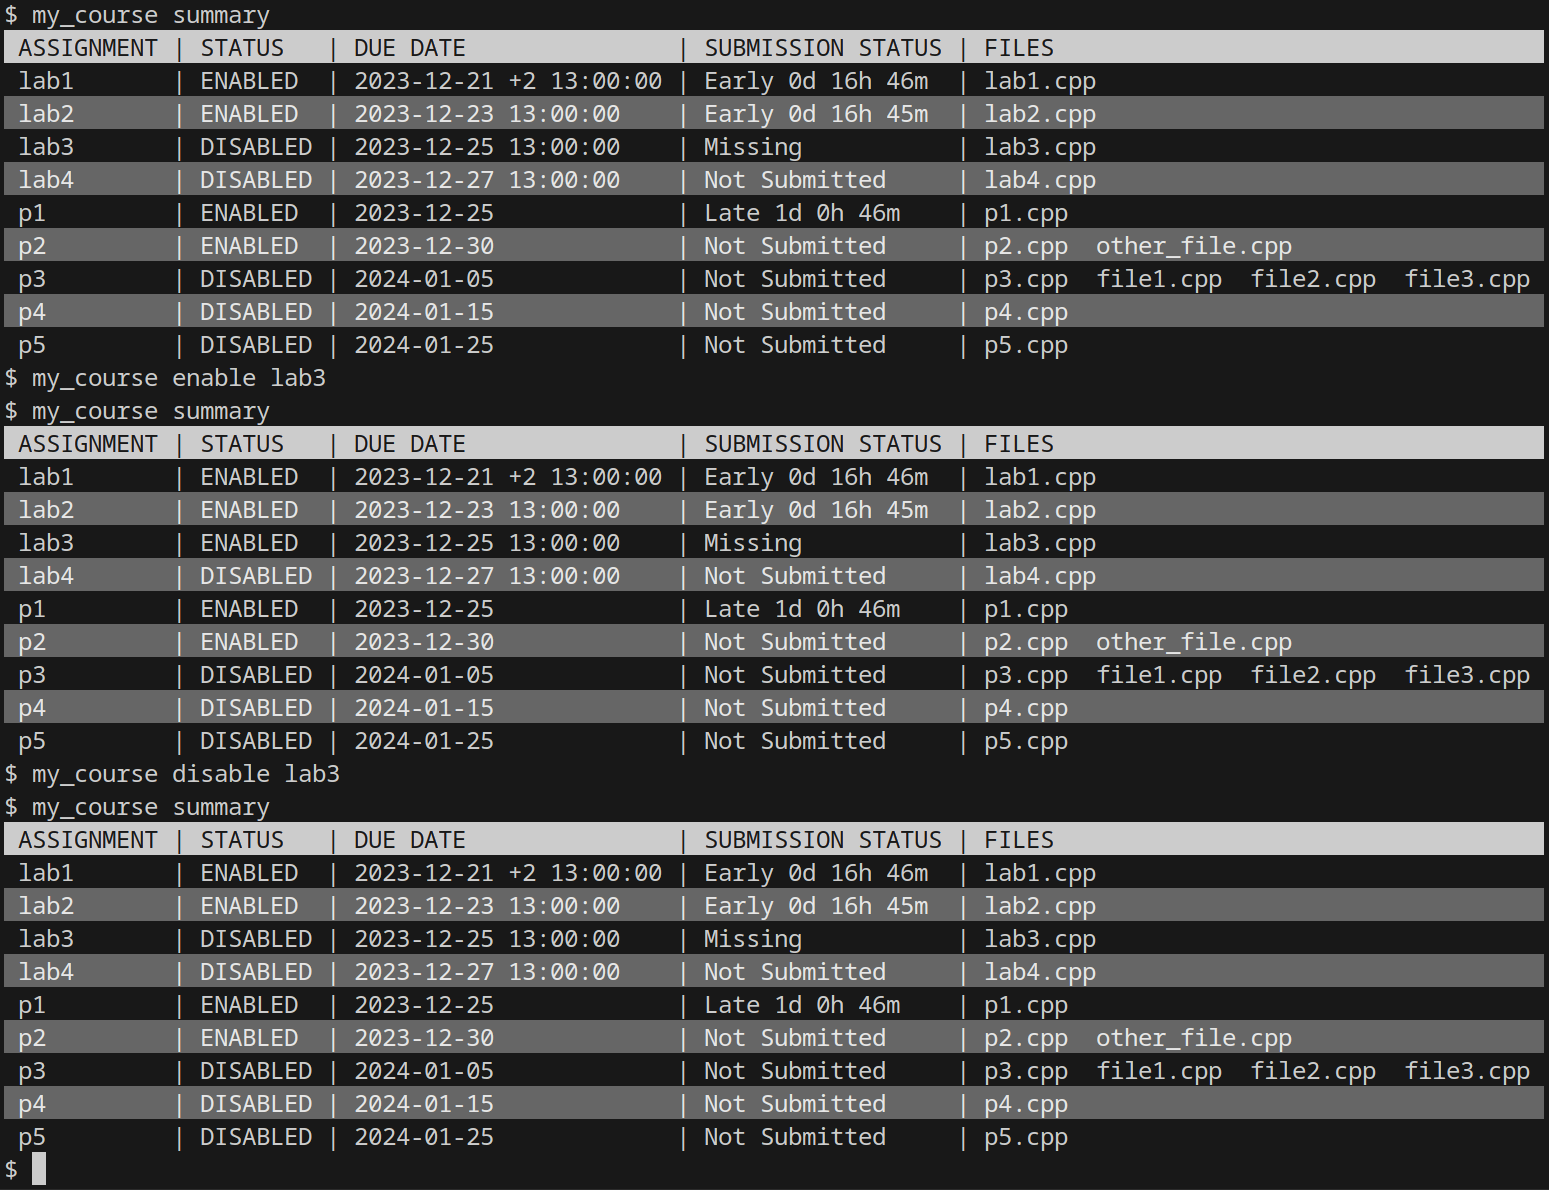 $ my_course summary
ASSIGNMENT | STATUS   | DUE DATE               | SUBMISSION STATUS | FILES
lab1       | ENABLED  | 2023-12-21 +2 13:00:00 | Early 0d 16h 46m  | lab1.cpp
lab2       | ENABLED  | 2023-12-23 13:00:00    | Early 0d 16h 45m  | lab2.cpp
lab3       | DISABLED | 2023-12-25 13:00:00    | Missing           | lab3.cpp
lab4       | DISABLED | 2023-12-27 13:00:00    | Not Submitted     | lab4.cpp
p1         | ENABLED  | 2023-12-25             | Late 1d 0h 46m    | p1.cpp
p2         | ENABLED  | 2023-12-30             | Not Submitted     | p2.cpp  other_file.cpp
p3         | DISABLED | 2024-01-05             | Not Submitted     | p3.cpp  file1.cpp  file2.cpp  file3.cpp
p4         | DISABLED | 2024-01-15             | Not Submitted     | p4.cpp
p5         | DISABLED | 2024-01-25             | Not Submitted     | p5.cpp
$ my_course enable lab3
$ my_course summary
ASSIGNMENT | STATUS   | DUE DATE               | SUBMISSION STATUS | FILES
lab1       | ENABLED  | 2023-12-21 +2 13:00:00 | Early 0d 16h 46m  | lab1.cpp
lab2       | ENABLED  | 2023-12-23 13:00:00    | Early 0d 16h 45m  | lab2.cpp
lab3       | ENABLED  | 2023-12-25 13:00:00    | Missing           | lab3.cpp
lab4       | DISABLED | 2023-12-27 13:00:00    | Not Submitted     | lab4.cpp
p1         | ENABLED  | 2023-12-25             | Late 1d 0h 46m    | p1.cpp
p2         | ENABLED  | 2023-12-30             | Not Submitted     | p2.cpp  other_file.cpp
p3         | DISABLED | 2024-01-05             | Not Submitted     | p3.cpp  file1.cpp  file2.cpp  file3.cpp
p4         | DISABLED | 2024-01-15             | Not Submitted     | p4.cpp
p5         | DISABLED | 2024-01-25             | Not Submitted     | p5.cpp
$ my_course disable lab3
$ my_course summary
ASSIGNMENT | STATUS   | DUE DATE               | SUBMISSION STATUS | FILES
lab1       | ENABLED  | 2023-12-21 +2 13:00:00 | Early 0d 16h 46m  | lab1.cpp
lab2       | ENABLED  | 2023-12-23 13:00:00    | Early 0d 16h 45m  | lab2.cpp
lab3       | DISABLED | 2023-12-25 13:00:00    | Missing           | lab3.cpp
lab4       | DISABLED | 2023-12-27 13:00:00    | Not Submitted     | lab4.cpp
p1         | ENABLED  | 2023-12-25             | Late 1d 0h 46m    | p1.cpp
p2         | ENABLED  | 2023-12-30             | Not Submitted     | p2.cpp  other_file.cpp
p3         | DISABLED | 2024-01-05             | Not Submitted     | p3.cpp  file1.cpp  file2.cpp  file3.cpp
p4         | DISABLED | 2024-01-15             | Not Submitted     | p4.cpp
p5         | DISABLED | 2024-01-25             | Not Submitted     | p5.cpp
$